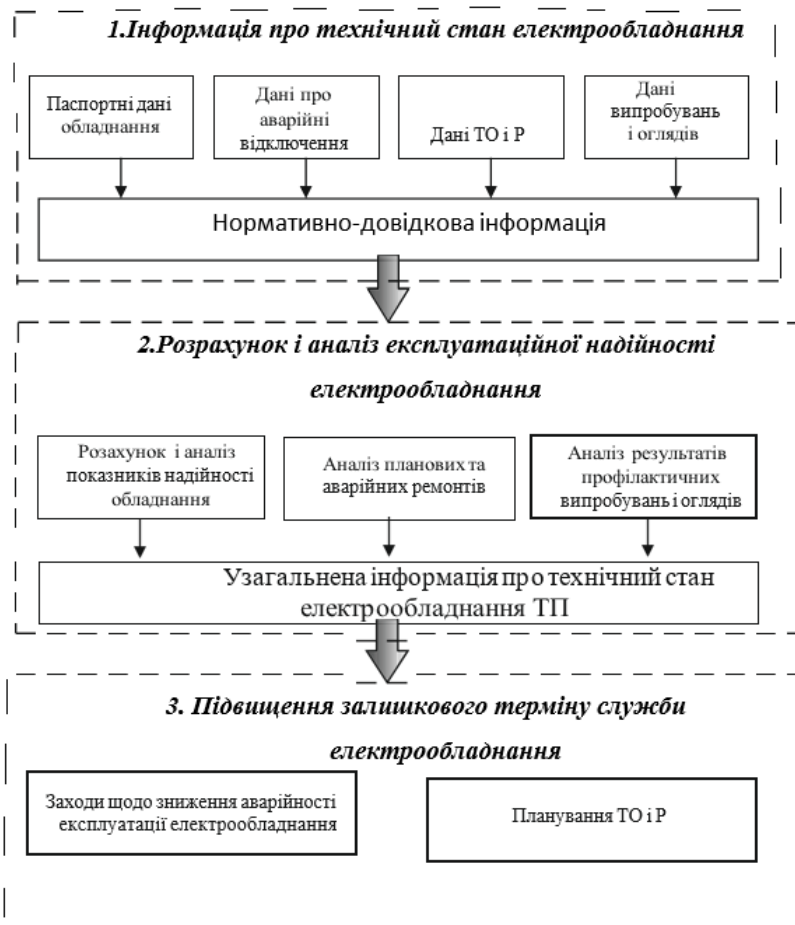 1.Інформація про технічний стан електрообладнання
Паспортні дані
обладнання
Дані про
аварійні
відключення
Дані ТО і Р
Дані
випробувань
і оглядів
Нормативно-довідкова інформація
2.Розрахунок і аналіз експлуатаційної надійності
електрообладнання
Розахунок і аналіз
показників надійності
обладнання
Аналіз планових та
аварійних ремонтів
Аналіз результатів
профілактичних
випробувань і оглядів
Узагальнена інформація про технічний стан
електрообладнання ТП
3. Підвищення залишкового терміну служби
електрообладнання
Заходи щодо зниження аварійності
експлуатації електрообладнання
Планування ТО і Р